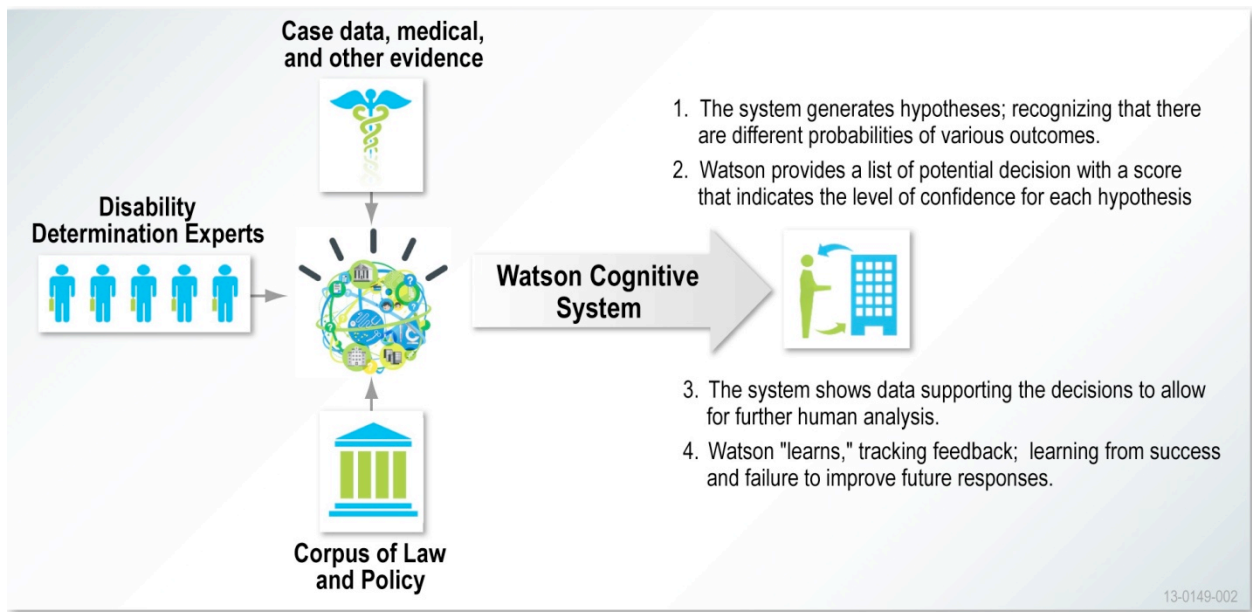 Case data, medical,
and other evidence
Disability
Determination Experts
Corpus of Law
and Policy
Watson Cognitive
System
1. The system generates hypotheses; recognizing that there
are different probabilities of various outcomes.
2. Watson provides a list of potential decision with a score
that indicates the level of confidence for each hypothesis
3. The system shows data supporting the decisions to allow
for further human analysis.
4. Watson "learns," tracking feedback; learning from success
and failure to improve future responses.
13-0149-002